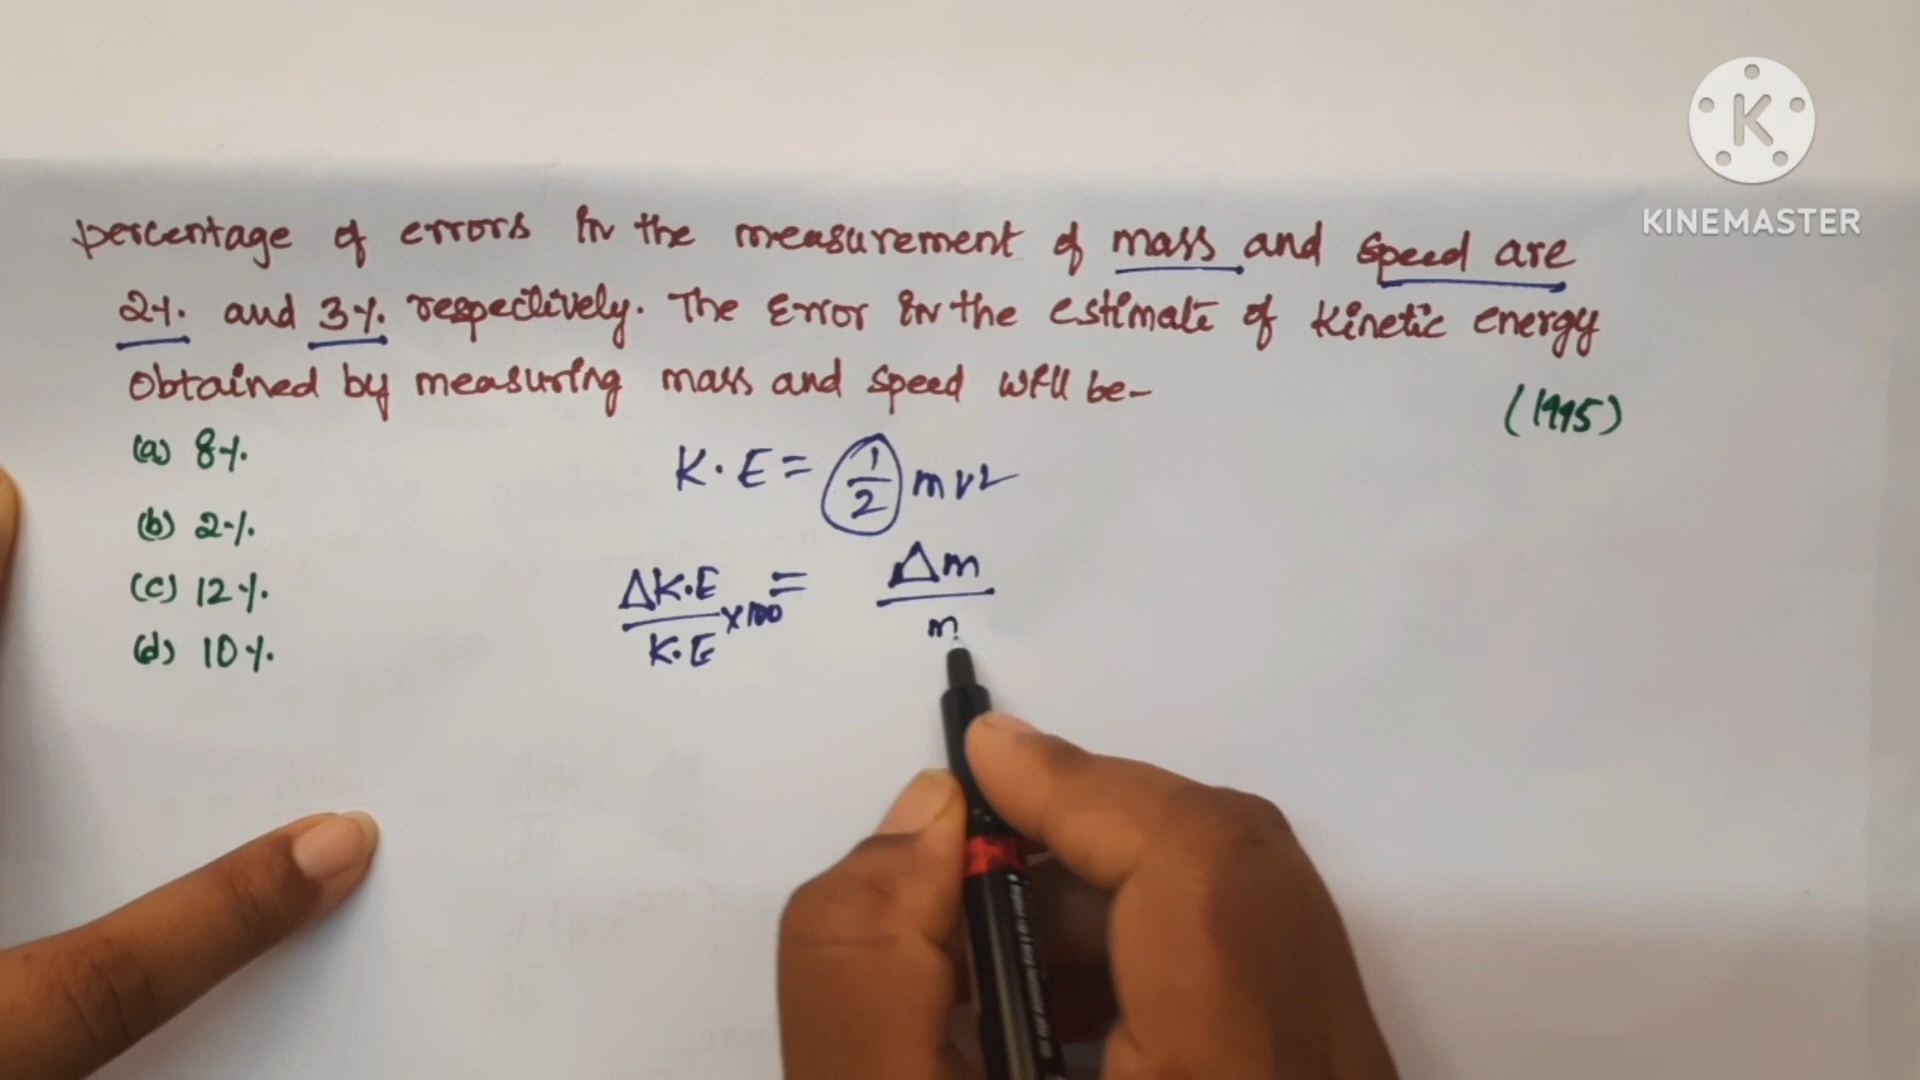 K
KINEMASTER
percentage of errors in the measurement of mass and speed are
2%. and 3%. respectively. The Error in the estimate of Kinetic energy
obtained by measuring mass and speed will be-
(1995)
(a) 8%.
(b) 2%.
(c) 12%.
(d) 10%.
K.E = 1/2 mv2
ΔK.E/K.E ×100 = Δm/m